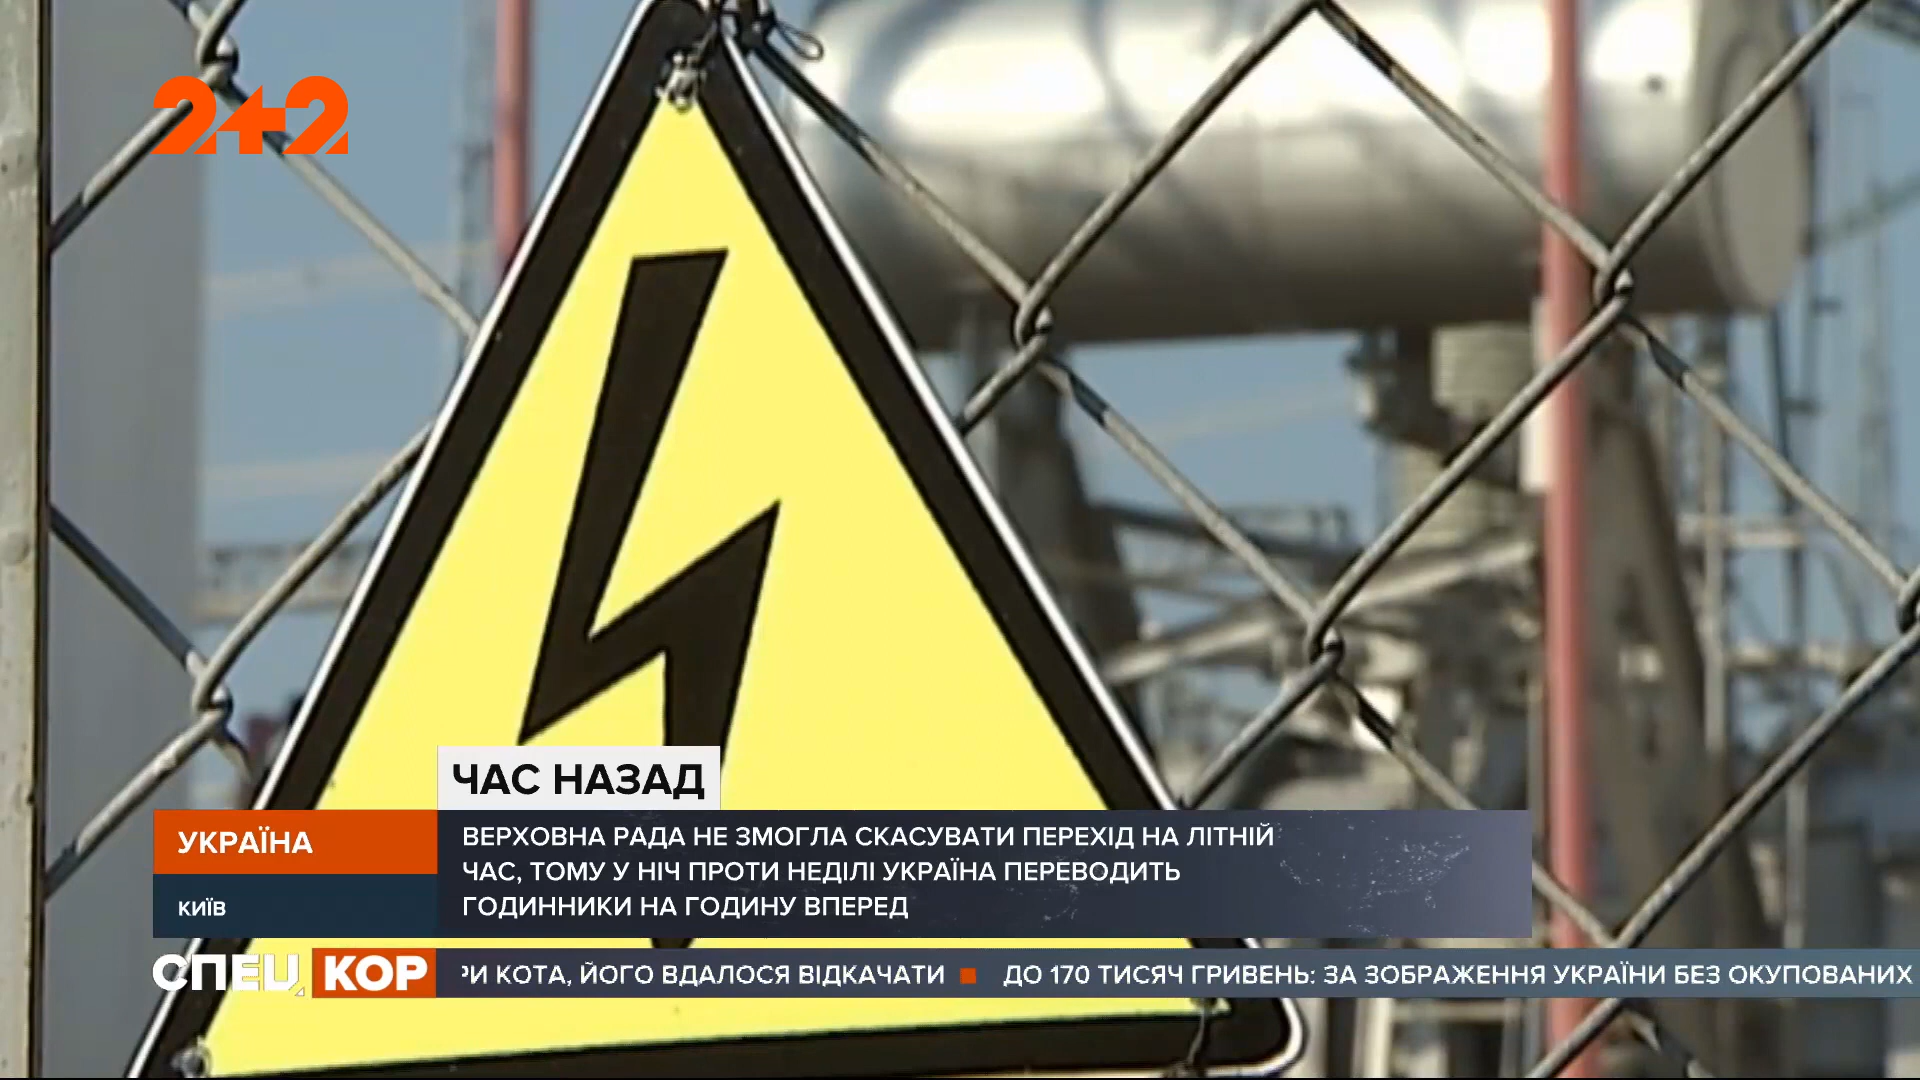 2+2
ЧАС НАЗАД
УКРАЇНА
КИЇВ
ВЕРХОВНА РАДА НЕ ЗМОГЛА СКАСУВАТИ ПЕРЕХІД НА ЛІТНІЙ
ЧАС, ТОМУ У НІЧ ПРОТИ НЕДІЛІ УКРАЇНА ПЕРЕВОДИТЬ
ГОДИННИКИ НА ГОДИНУ ВПЕРЕД
СПЕЦКОР
КОТА, ЙОГО ВДАЛОСЯ ВІДКАЧАТИ ■ ДО 170 ТИСЯЧ ГРИВЕНЬ: ЗА ЗОБРАЖЕННЯ УКРАЇНИ БЕЗ ОКУПОВАНИХ